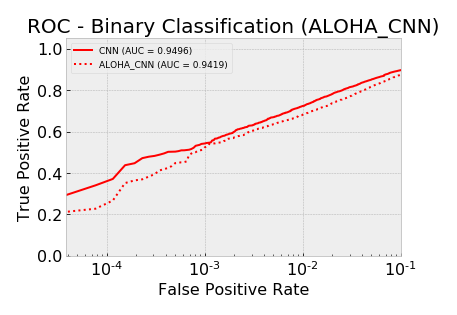 ROC - Binary Classification (ALOHA_CNN)
CNN (AUC = 0.9496)
ALOHA_CNN (AUC = 0.9419)
True Positive Rate
1.0
0.8
0.6
0.4
0.2
0.0
10⁻⁴ 10⁻³ 10⁻² 10⁻¹
False Positive Rate